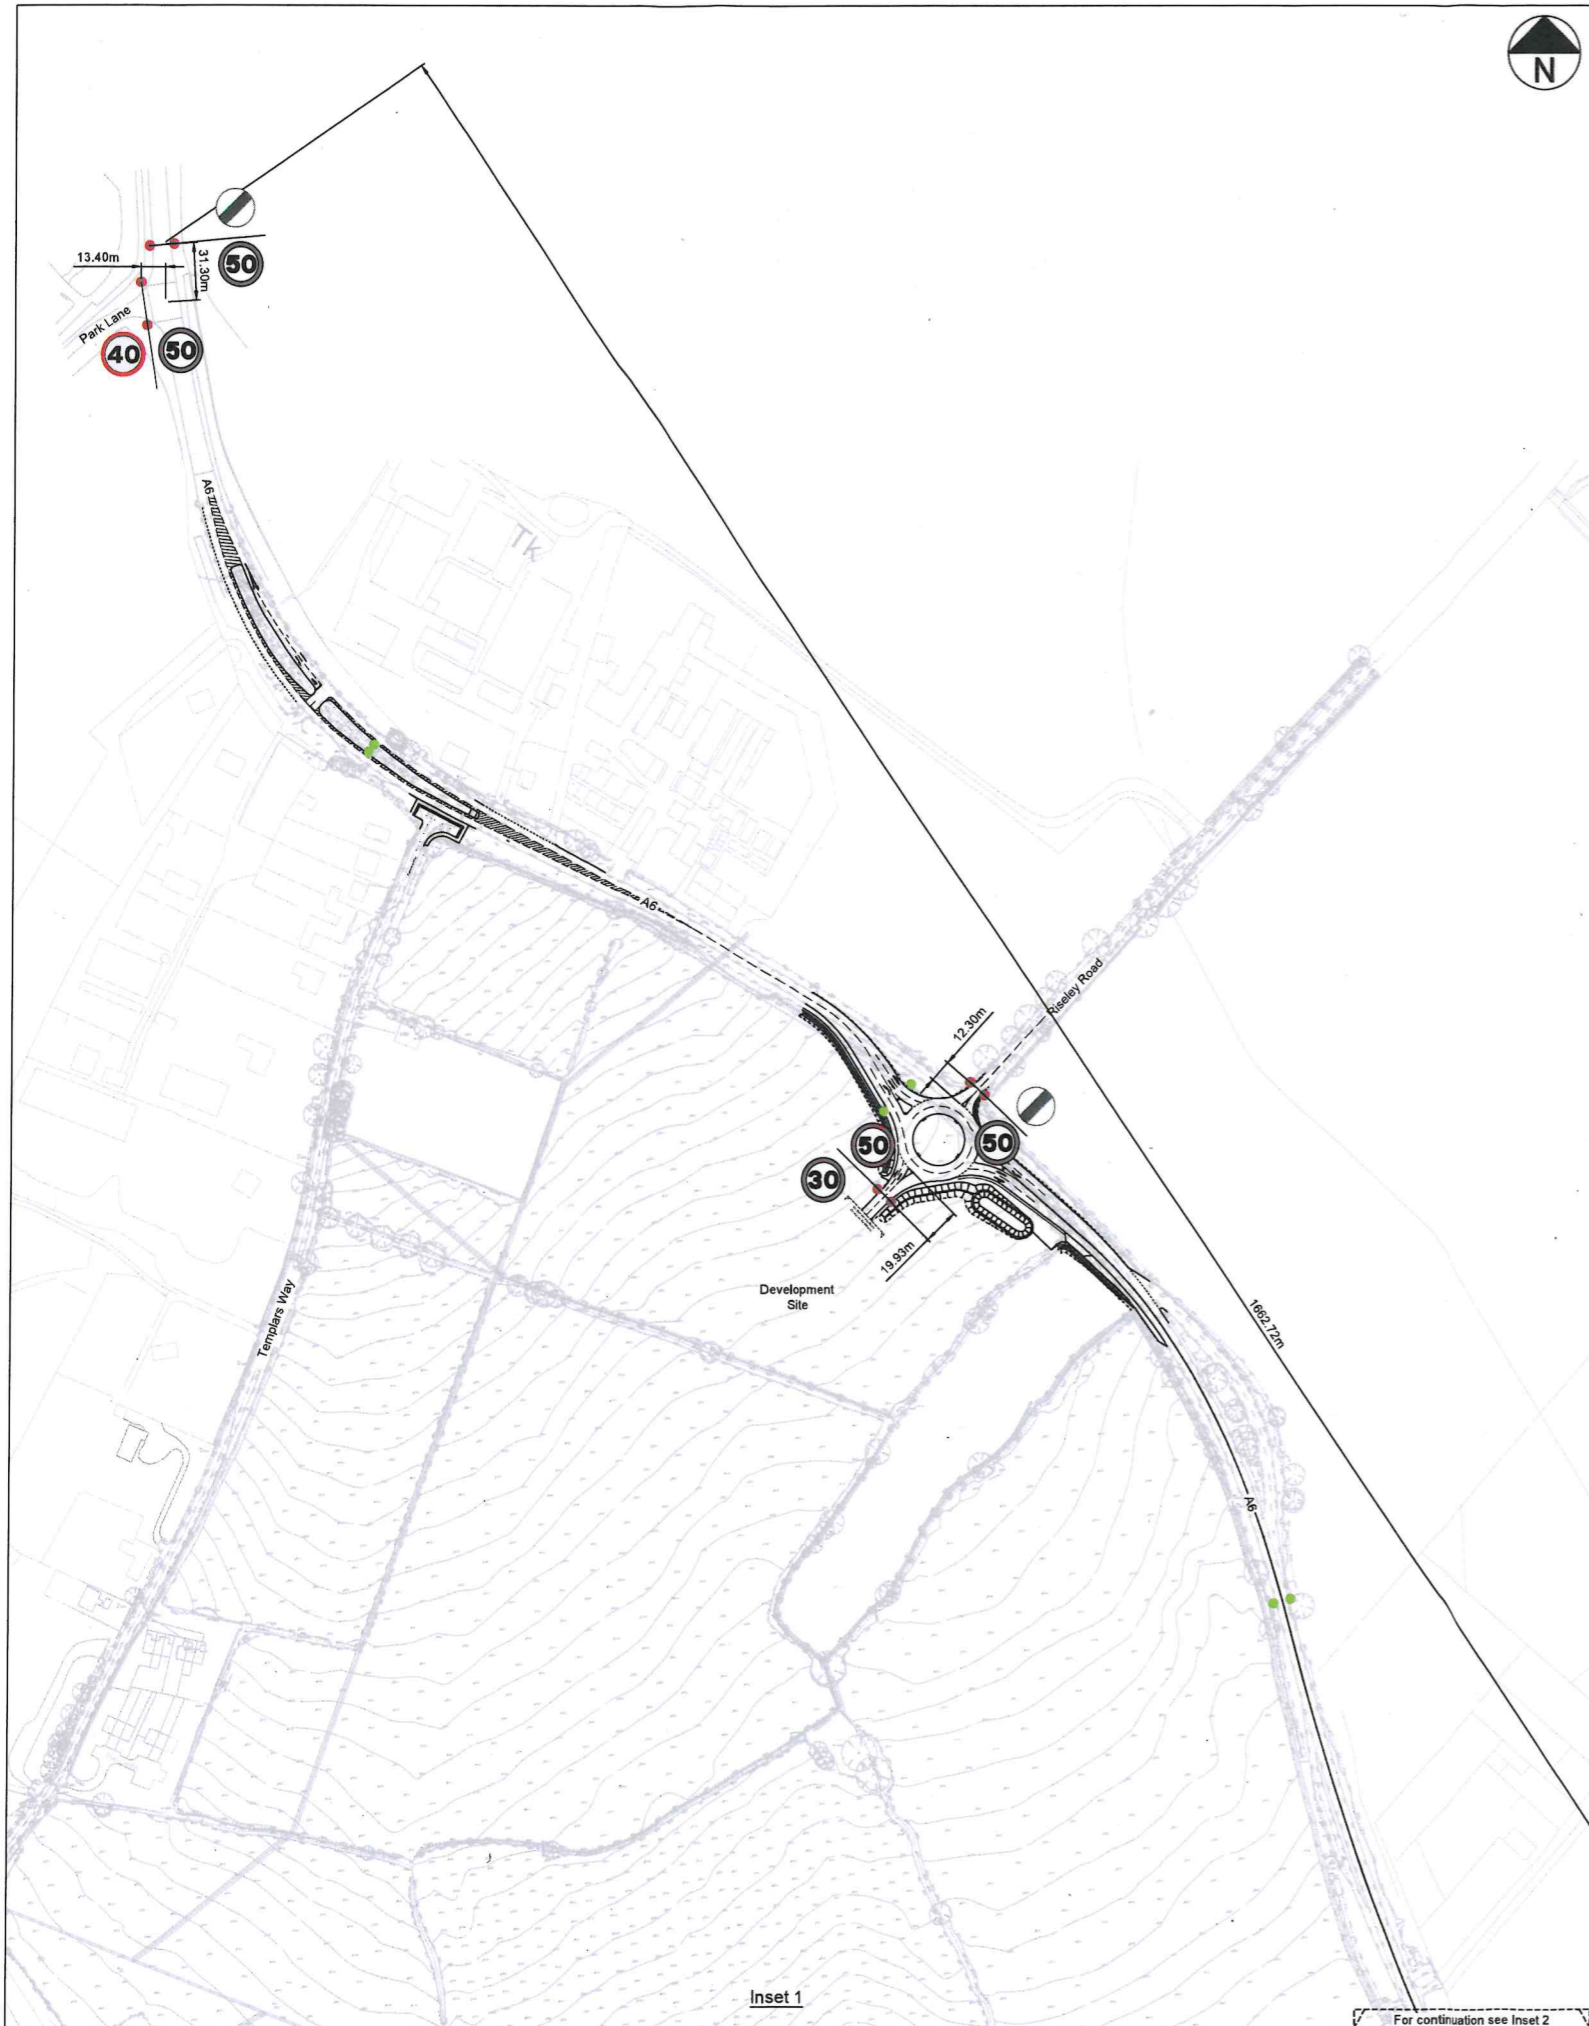 N
13.40m
31.30m
50
Park Lane
40
50
A6
Tk
A6
Riseley Road
12.30m
50
50
30
19.93m
Development
Site
1662.72m
Templars Way
A6
Inset 1
For continuation see Inset 2